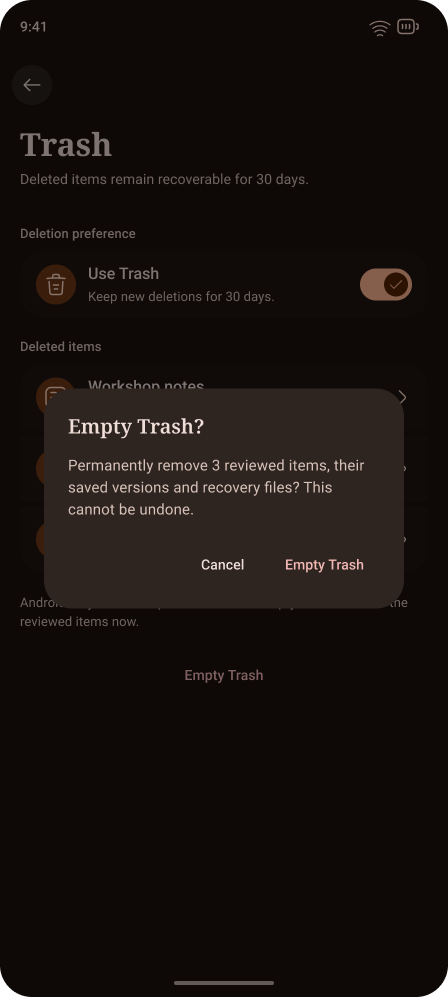 9:41
Trash
Deleted items remain recoverable for 30 days.
Deletion preference
Use Trash
Keep new deletions for 30 days.
Deleted items
Workshop notes
Empty Trash?
Permanently remove 3 reviewed items, their
saved versions and recovery files? This
cannot be undone.
Cancel
Empty Trash
reviewed items now.
Empty Trash